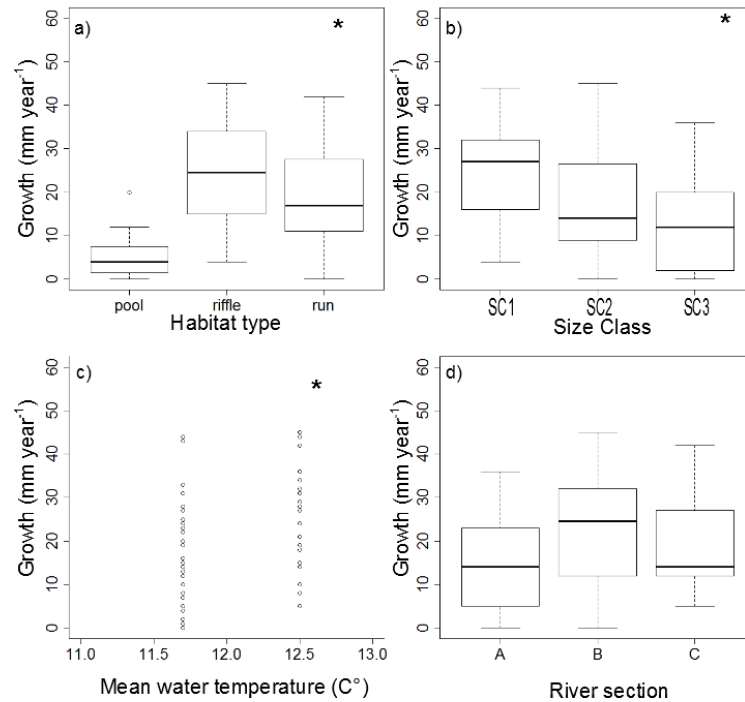 a)
*
Growth (mm year-1)
60
50
40
30
20
10
0
pool riffle run
Habitat type
b)
*
Growth (mm year-1)
60
50
40
30
20
10
0
SC1 SC2 SC3
Size Class
c)
*
Growth (mm year-1)
60
50
40
30
20
10
0
11.0 11.5 12.0 12.5 13.0
Mean water temperature (C°)
d)
Growth (mm year-1)
60
50
40
30
20
10
0
A B C
River section